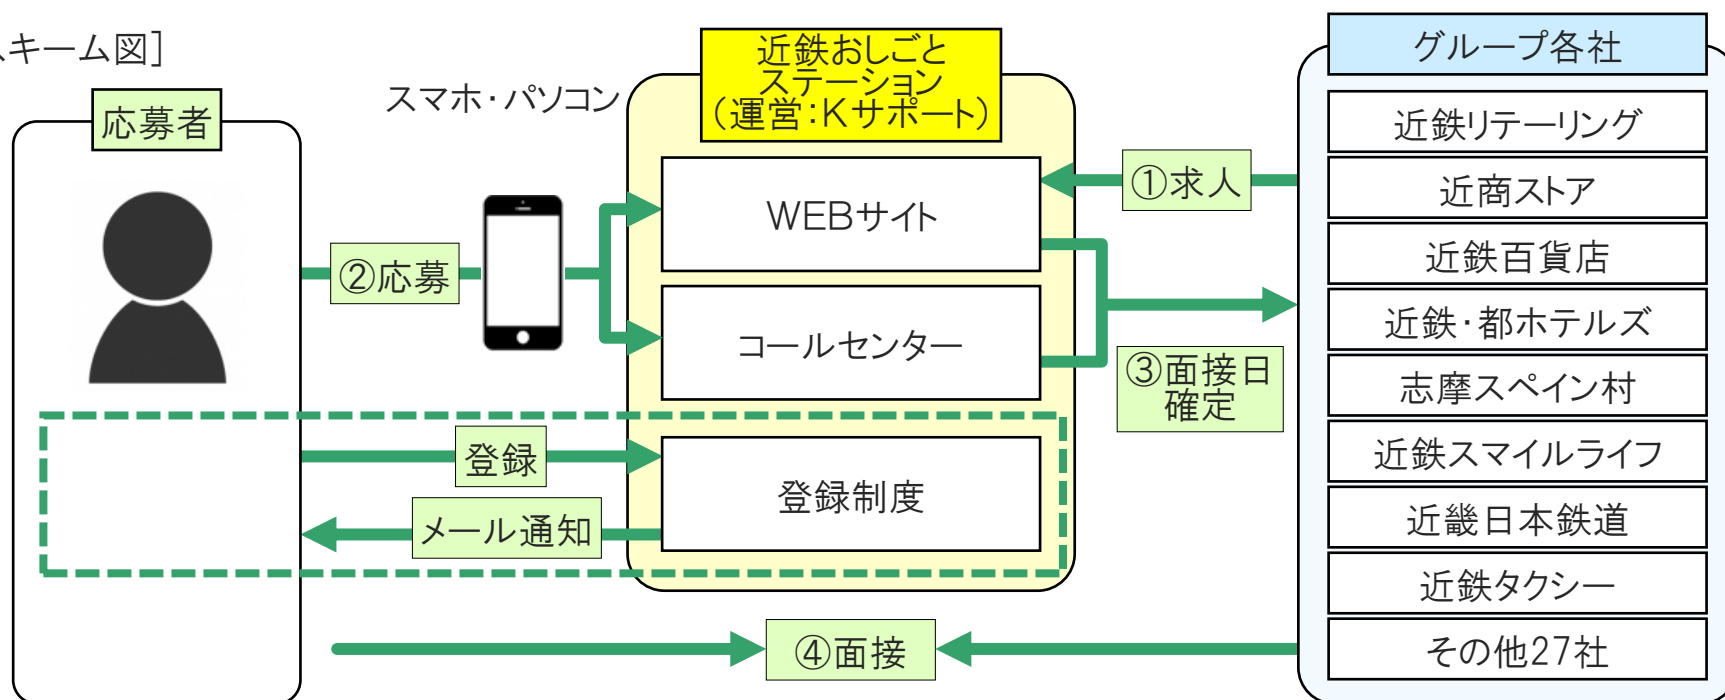 スキーム図]
応募者
スマホ・パソコン
②応募
登録
メール通知
近鉄おしごと
ステーション
(運営:Kサポート)
WEBサイト
コールセンター
登録制度
①求人
③面接日
確定
④面接
グループ各社
近鉄リテーリング
近商ストア
近鉄百貨店
近鉄・都ホテルズ
志摩スペイン村
近鉄スマイルライフ
近畿日本鉄道
近鉄タクシー
その他27社